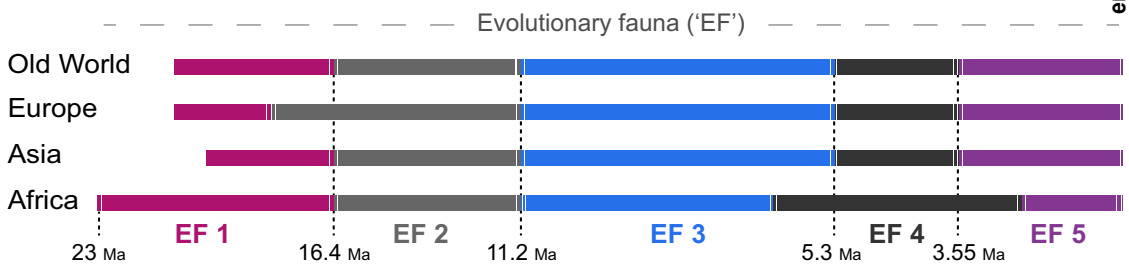 Evolutionary fauna (‘EF’)
Old World
Europe
Asia
Africa
EF 1 EF 2 EF 3 EF 4 EF 5
23 Ma 16.4 Ma 11.2 Ma 5.3 Ma 3.55 Ma